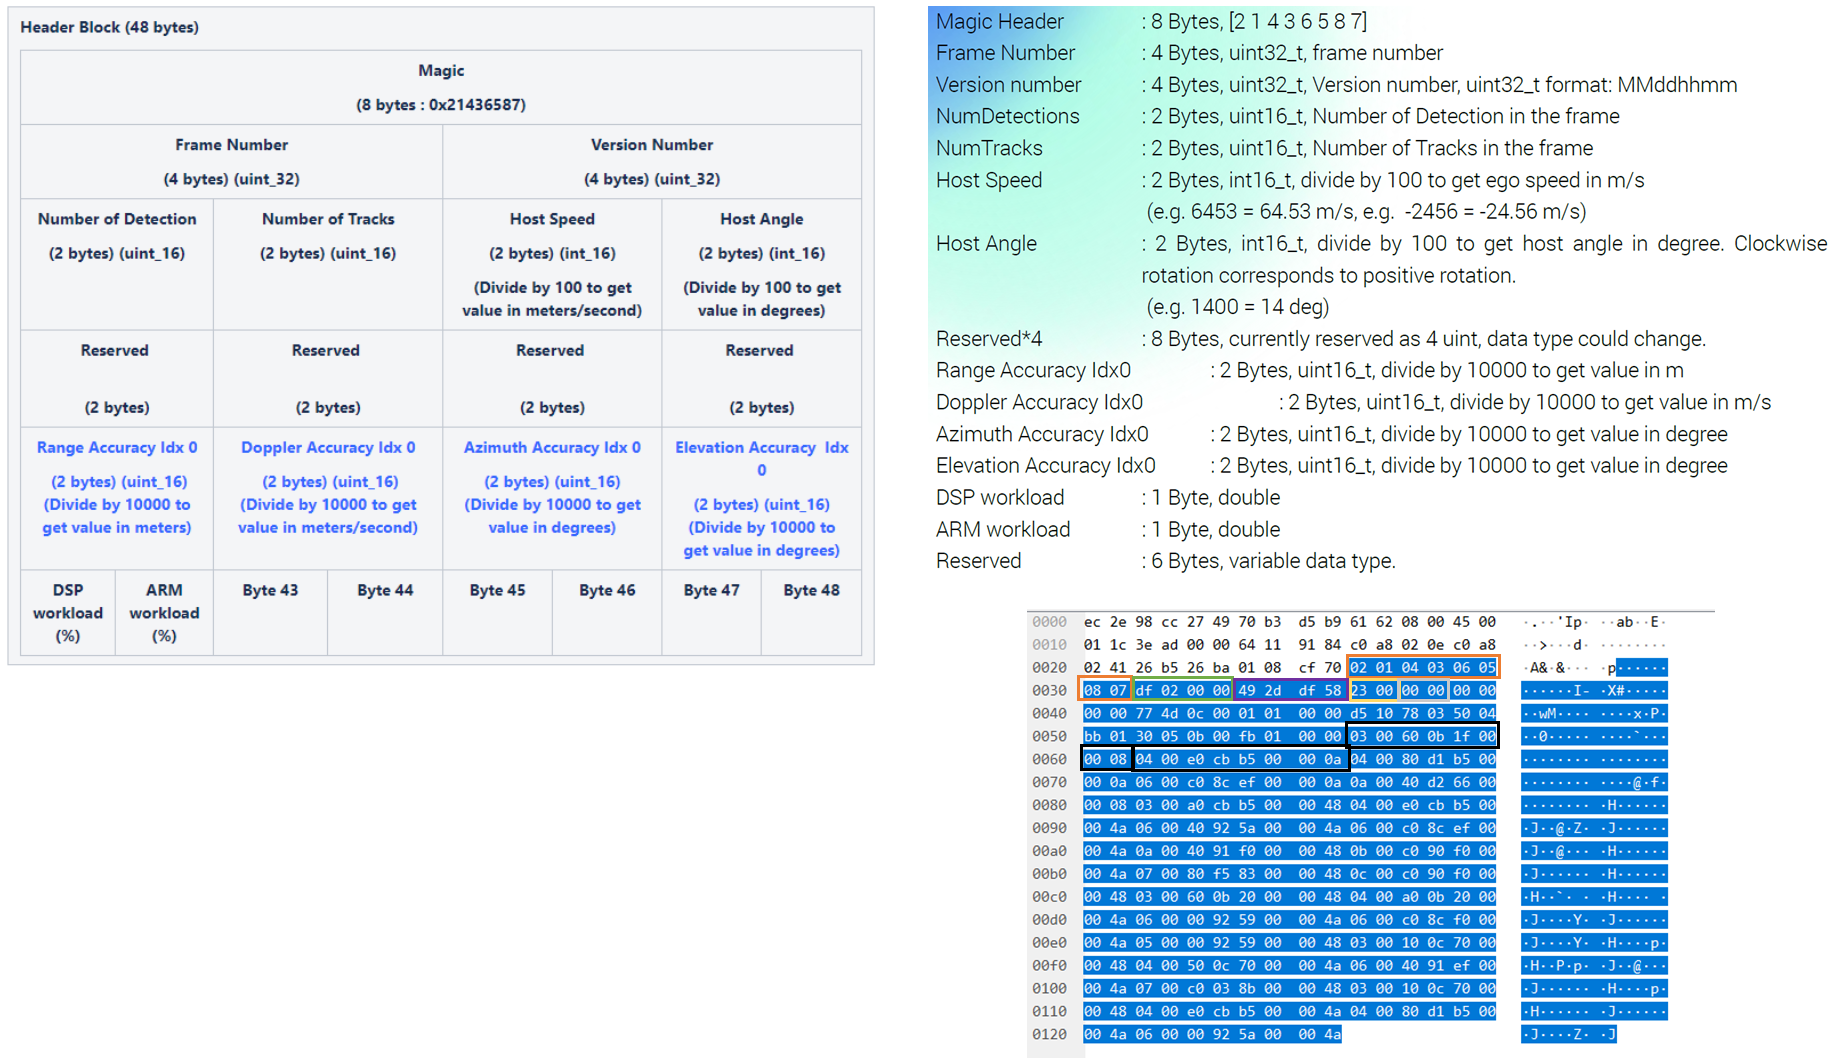 Header Block (48 bytes)
Magic
(8 bytes : 0x21436587)
Frame Number
(4 bytes) (uint_32)
Version Number
(4 bytes) (uint_32)
Number of Detection
(2 bytes) (uint_16)
Number of Tracks
(2 bytes) (uint_16)
Host Speed
(2 bytes) (int_16)
(Divide by 100 to get
value in meters/second)
Host Angle
(2 bytes) (int_16)
(Divide by 100 to get
value in degrees)
Reserved
(2 bytes)
Reserved
(2 bytes)
Reserved
(2 bytes)
Reserved
(2 bytes)
Range Accuracy Idx 0
(2 bytes) (uint_16)
(Divide by 10000 to
get value in meters)
Doppler Accuracy Idx 0
(2 bytes) (uint_16)
(Divide by 10000 to get
value in meters/second)
Azimuth Accuracy Idx 0
(2 bytes) (uint_16)
(Divide by 10000 to get
value in degrees)
Elevation Accuracy Idx
0
(2 bytes) (uint_16)
(Divide by 10000 to
get value in degrees)
DSP
workload
(%)
ARM
workload
(%)
Byte 43
Byte 44
Byte 45
Byte 46
Byte 47
Byte 48
Magic Header : 8 Bytes, [2 1 4 3 6 5 8 7]
Frame Number : 4 Bytes, uint32_t, frame number
Version number : 4 Bytes, uint32_t, Version number, uint32_t format: MMddhhmm
NumDetections : 2 Bytes, uint16_t, Number of Detection in the frame
NumTracks : 2 Bytes, uint16_t, Number of Tracks in the frame
Host Speed : 2 Bytes, int16_t, divide by 100 to get ego speed in m/s
(e.g. 6453 = 64.53 m/s, e.g. -2456 = -24.56 m/s)
Host Angle : 2 Bytes, int16_t, divide by 100 to get host angle in degree. Clockwise
rotation corresponds to positive rotation.
(e.g. 1400 = 14 deg)
Reserved*4 : 8 Bytes, currently reserved as 4 uint, data type could change.
Range Accuracy Idx0 : 2 Bytes, uint16_t, divide by 10000 to get value in m
Doppler Accuracy Idx0 : 2 Bytes, uint16_t, divide by 10000 to get value in m/s
Azimuth Accuracy Idx0 : 2 Bytes, uint16_t, divide by 10000 to get value in degree
Elevation Accuracy Idx0 : 2 Bytes, uint16_t, divide by 10000 to get value in degree
DSP workload : 1 Byte, double
ARM workload : 1 Byte, double
Reserved : 6 Bytes, variable data type.
0000 ec 2e 98 cc 27 49 70 b3 d5 b9 61 62 08 00 45 00 ·.··'Ip· ··ab··E·
0010 01 1c 3e ad 00 00 64 11 91 84 c0 a8 02 0e c0 a8 ··>···d· ········
0020 02 41 26 b5 26 ba 01 08 cf 70 02 01 04 03 06 05 ·A&·&··· ·p······
0030 08 07 df 02 00 00 49 2d df 58 23 00 00 00 00 00 ······I- ·X#·····
0040 00 00 77 4d 0c 00 01 01 00 00 d5 10 78 03 50 04 ··wM···· ····x·P·
0050 bb 01 30 05 0b 00 fb 01 00 00 03 00 60 0b 1f 00 ··0····· ····`···
0060 00 08 04 00 e0 cb b5 00 00 0a 04 00 80 d1 b5 00 ········ ········
0070 00 0a 06 00 c0 8c ef 00 00 0a 0a 00 40 d2 66 00 ········ ····@·f·
0080 00 08 03 00 a0 cb b5 00 00 48 04 00 e0 cb b5 00 ········ ·H······
0090 00 4a 06 00 40 92 5a 00 00 4a 06 00 c0 8c ef 00 ·J··@·Z· ·J······
00a0 00 4a 0a 00 40 91 f0 00 00 48 0b 00 c0 90 f0 00 ·J··@··· ·H······
00b0 00 4a 07 00 80 f5 83 00 00 48 0c 00 c0 90 f0 00 ·J······ ·H······
00c0 00 48 03 00 60 0b 20 00 00 48 04 00 a0 0b 20 00 ·H··`· · ·H···· ·
00d0 00 4a 06 00 00 92 59 00 00 4a 06 00 c0 8c f0 00 ·J····Y· ·J······
00e0 00 4a 05 00 00 92 59 00 00 48 03 00 10 0c 70 00 ·J····Y· ·H····p·
00f0 00 48 04 00 50 0c 70 00 00 4a 06 00 40 91 ef 00 ·H··P·p· ·J··@···
0100 00 4a 07 00 c0 03 8b 00 00 48 03 00 10 0c 70 00 ·J······ ·H····p·
0110 00 48 04 00 e0 cb b5 00 00 4a 04 00 80 d1 b5 00 ·H······ ·J······
0120 00 4a 06 00 00 92 5a 00 00 4a ·J····Z· ·J